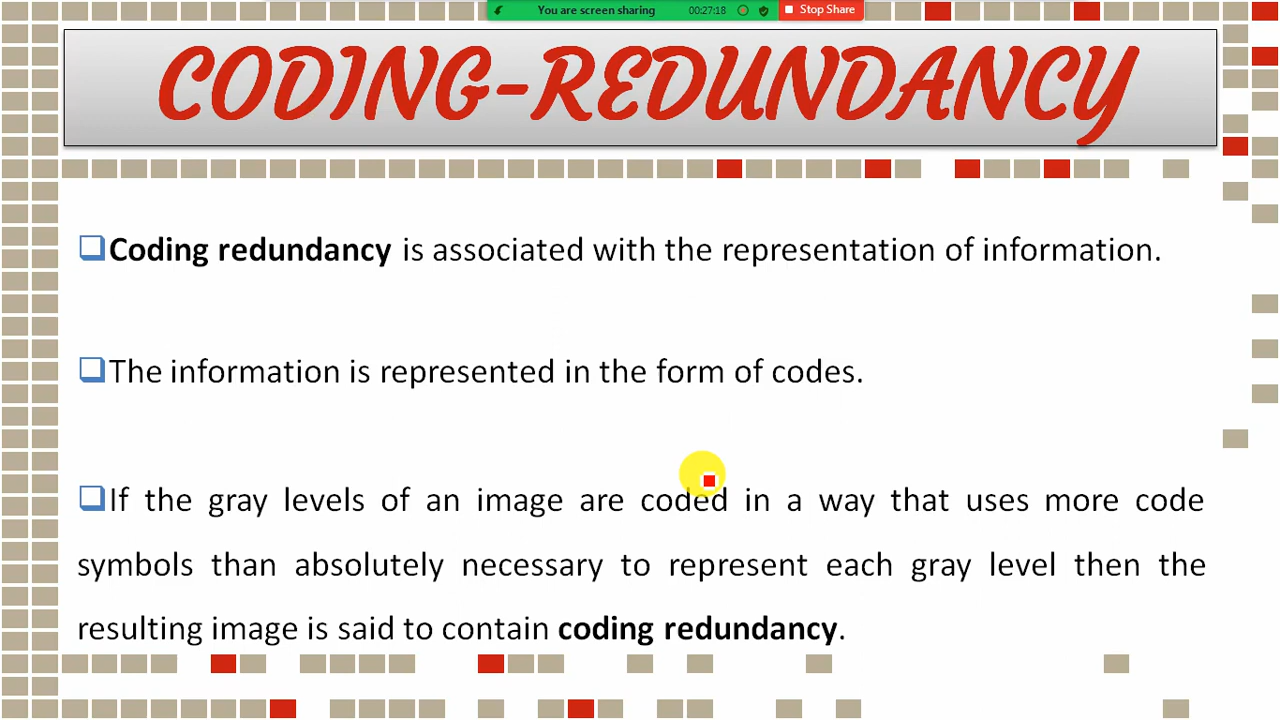 You are screen sharing 00:27:18 Stop Share
CODING-REDUNDANCY
Coding redundancy is associated with the representation of information.
The information is represented in the form of codes.
If the gray levels of an image are coded in a way that uses more code
symbols than absolutely necessary to represent each gray level then the
resulting image is said to contain coding redundancy.